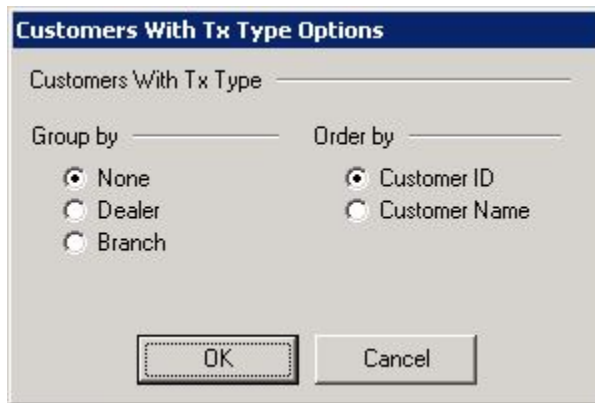 Customers With Tx Type Options
Customers With Tx Type
Group by
None
Dealer
Branch
Order by
Customer ID
Customer Name
OK
Cancel